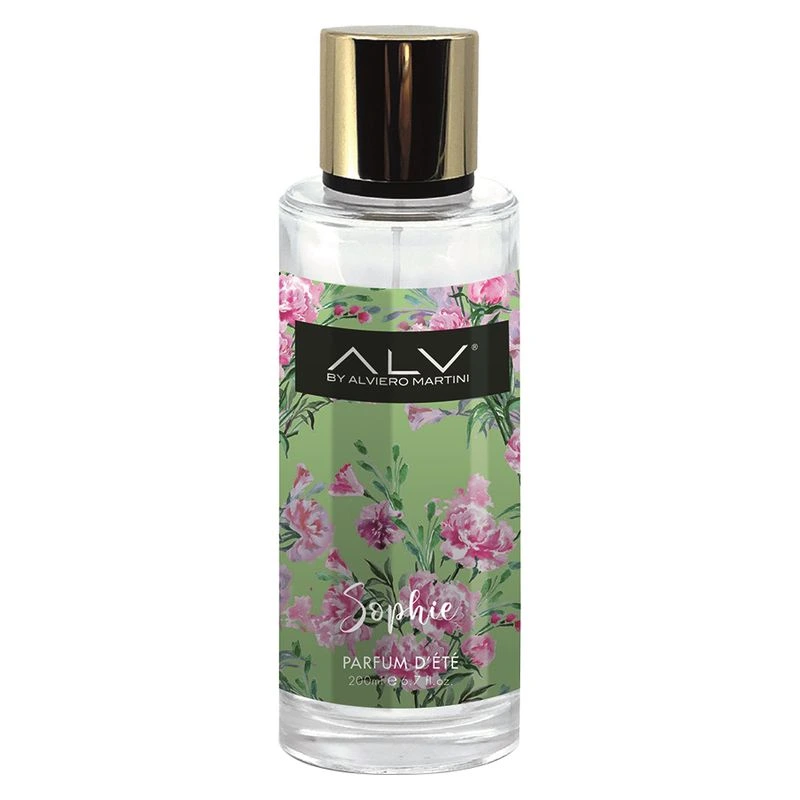 ALV®
BY ALVIERO MARTINI
Sophie
PARFUM D'ÉTÉ
200ml e 6.7 fl.oz.